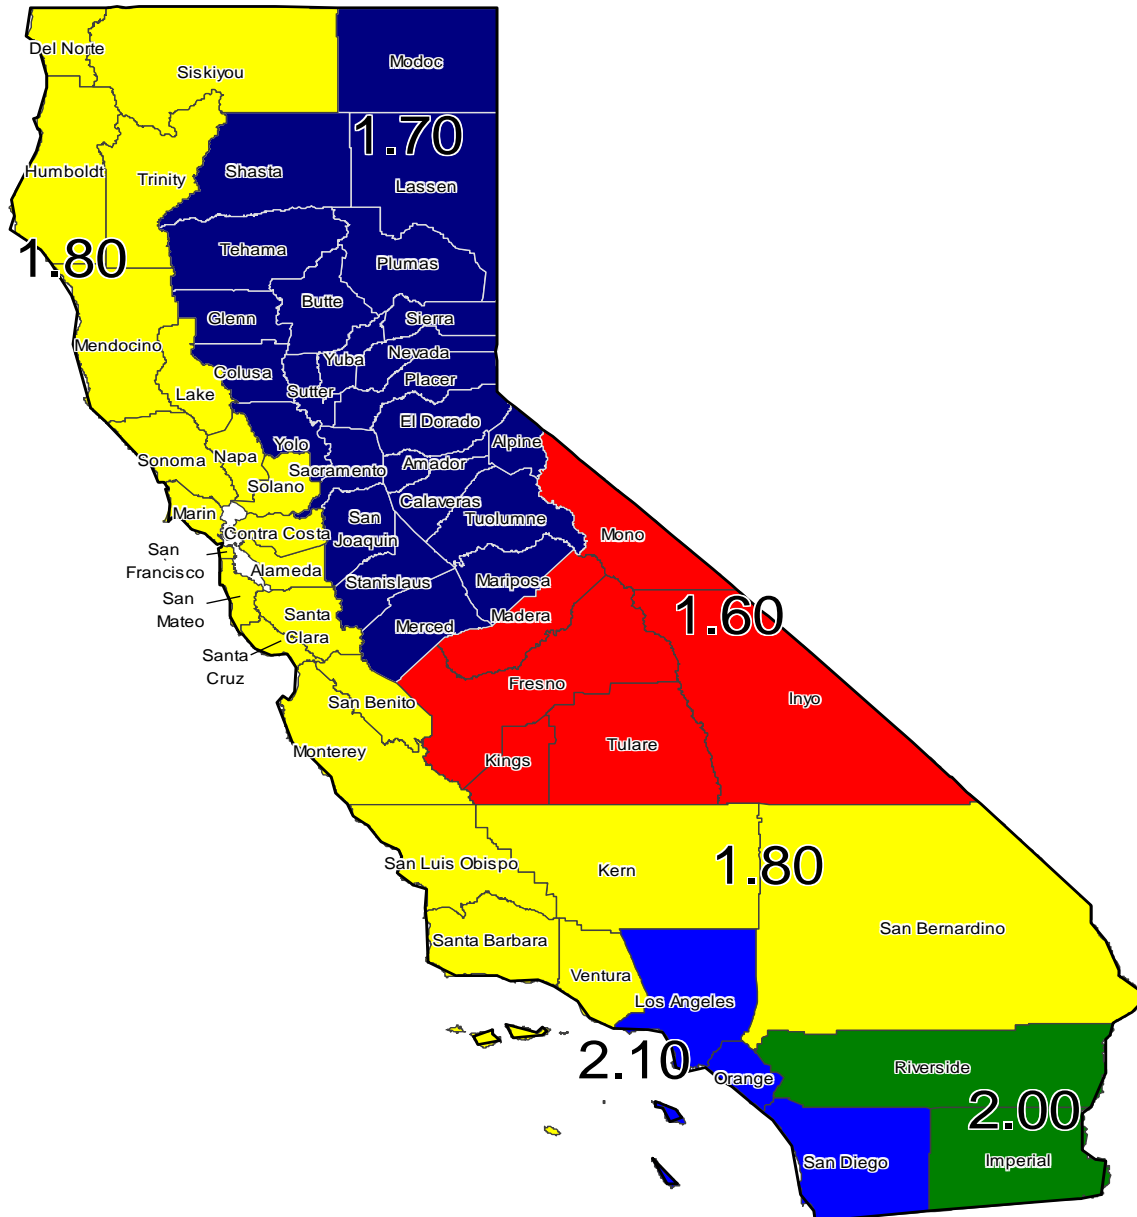 Del Norte
Siskiyou
Modoc
1.70
Humboldt
Trinity
Shasta
Lassen
1.80
Tehama
Plumas
Butte
Glenn
Sierra
Mendocino
Yuba
Nevada
Colusa
Placer
Lake
Sutter
El Dorado
Yolo
Alpine
Sonoma
Napa
Sacramento
Amador
Solano
Calaveras
Marin
San
Joaquin
Tuolumne
Contra Costa
Mono
San
Francisco
Alameda
Stanislaus
Mariposa
San
Mateo
Santa
Clara
Merced
Madera
1.60
Santa
Cruz
Fresno
Inyo
San Benito
Monterey
Kings
Tulare
San Luis Obispo
Kern
1.80
San Bernardino
Santa Barbara
Ventura
Los Angeles
2.10
Orange
Riverside
2.00
San Diego
Imperial